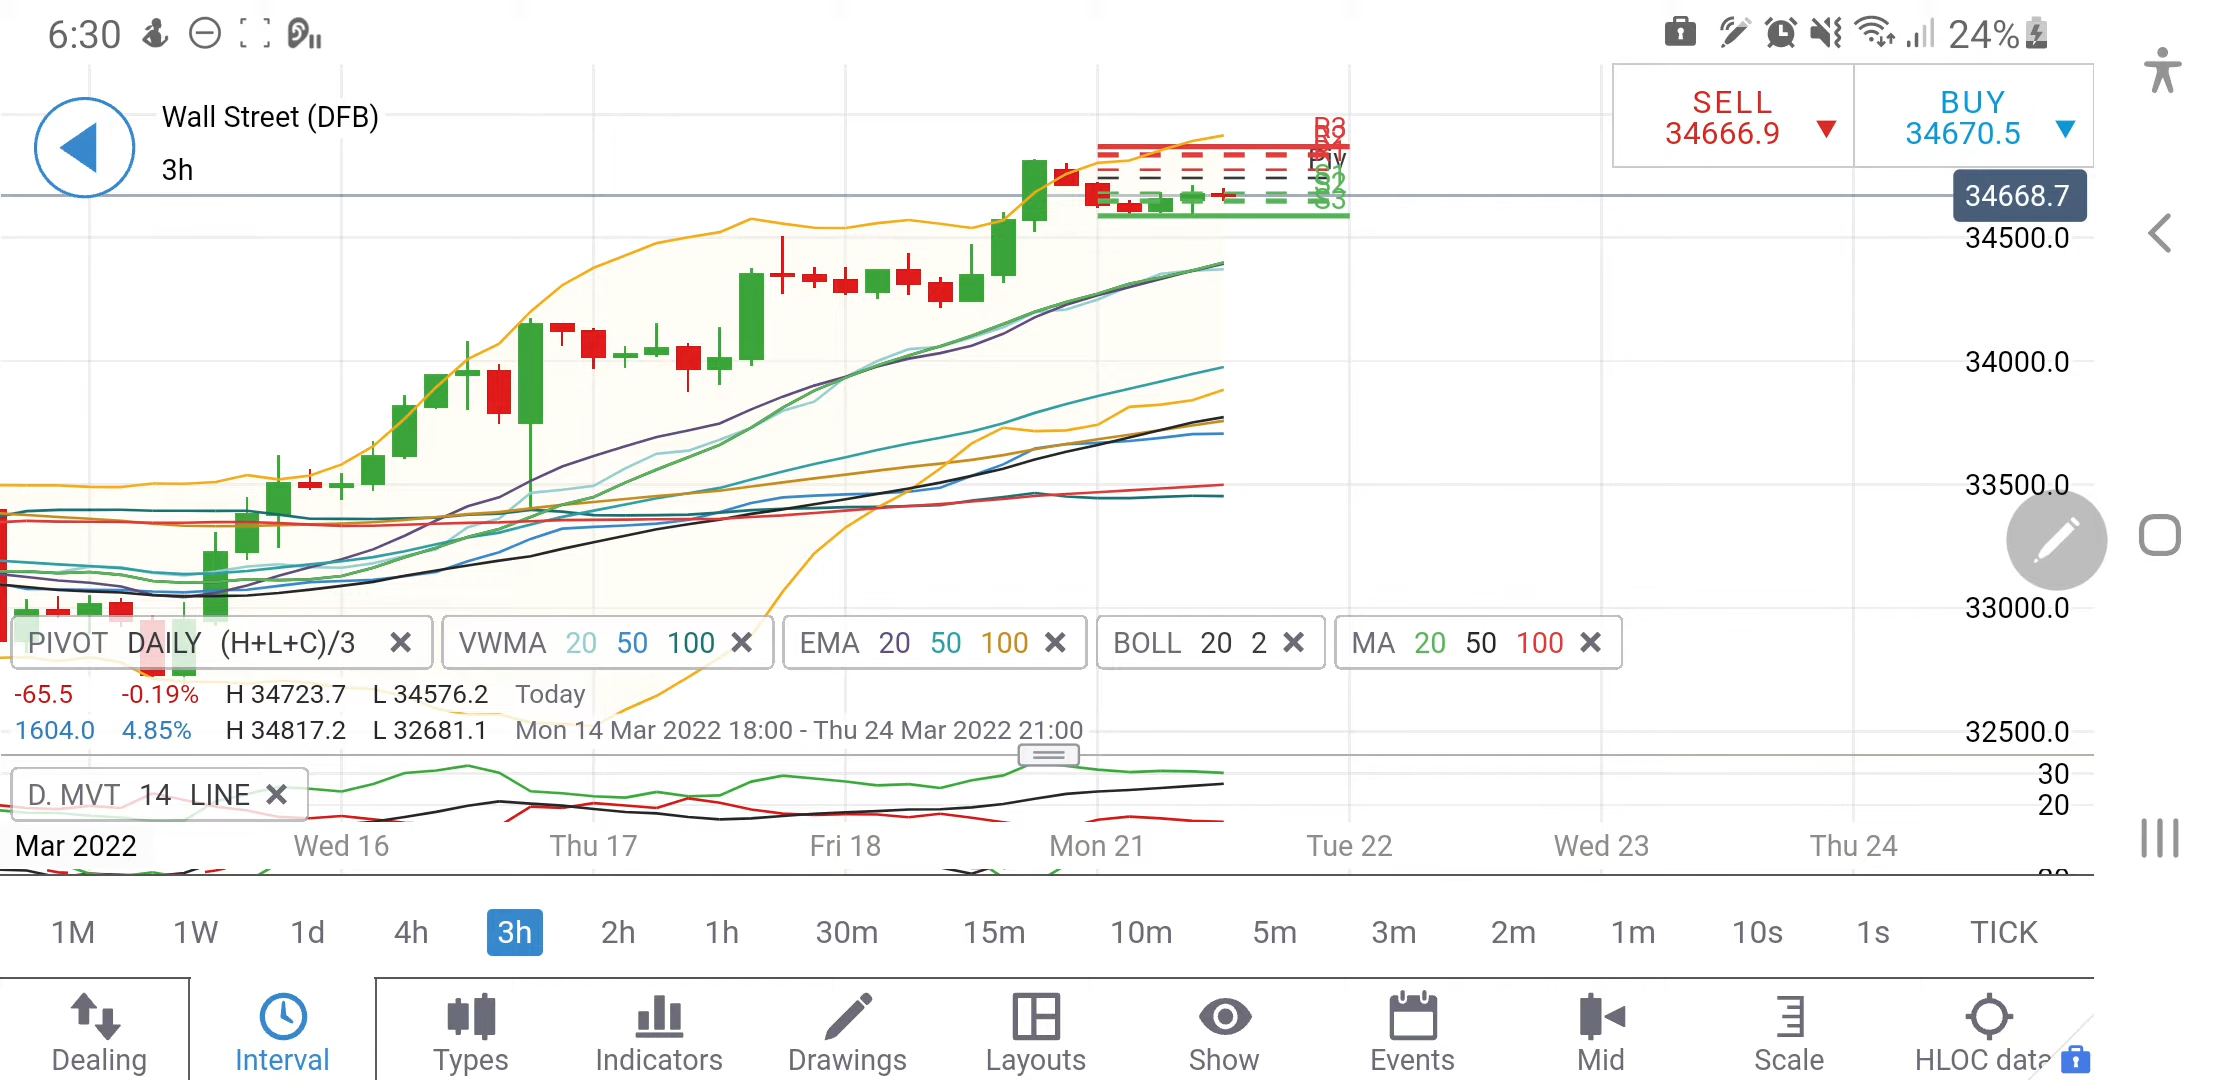 6:30
24%
Wall Street (DFB)
3h
SELL
34666.9
BUY
34670.5
R3
Piv
S1
S2
S3
34668.7
34500.0
34000.0
33500.0
33000.0
32500.0
PIVOT DAILY (H+L+C)/3
VWMA 20 50 100
EMA 20 50 100
BOLL 20 2
MA 20 50 100
-65.5 -0.19% H 34723.7 L 34576.2 Today
1604.0 4.85% H 34817.2 L 32681.1 Mon 14 Mar 2022 18:00 - Thu 24 Mar 2022 21:00
D. MVT 14 LINE
30
20
Mar 2022 Wed 16 Thu 17 Fri 18 Mon 21 Tue 22 Wed 23 Thu 24
1M 1W 1d 4h 3h 2h 1h 30m 15m 10m 5m 3m 2m 1m 10s 1s TICK
Dealing Interval Types Indicators Drawings Layouts Show Events Mid Scale HLOC data